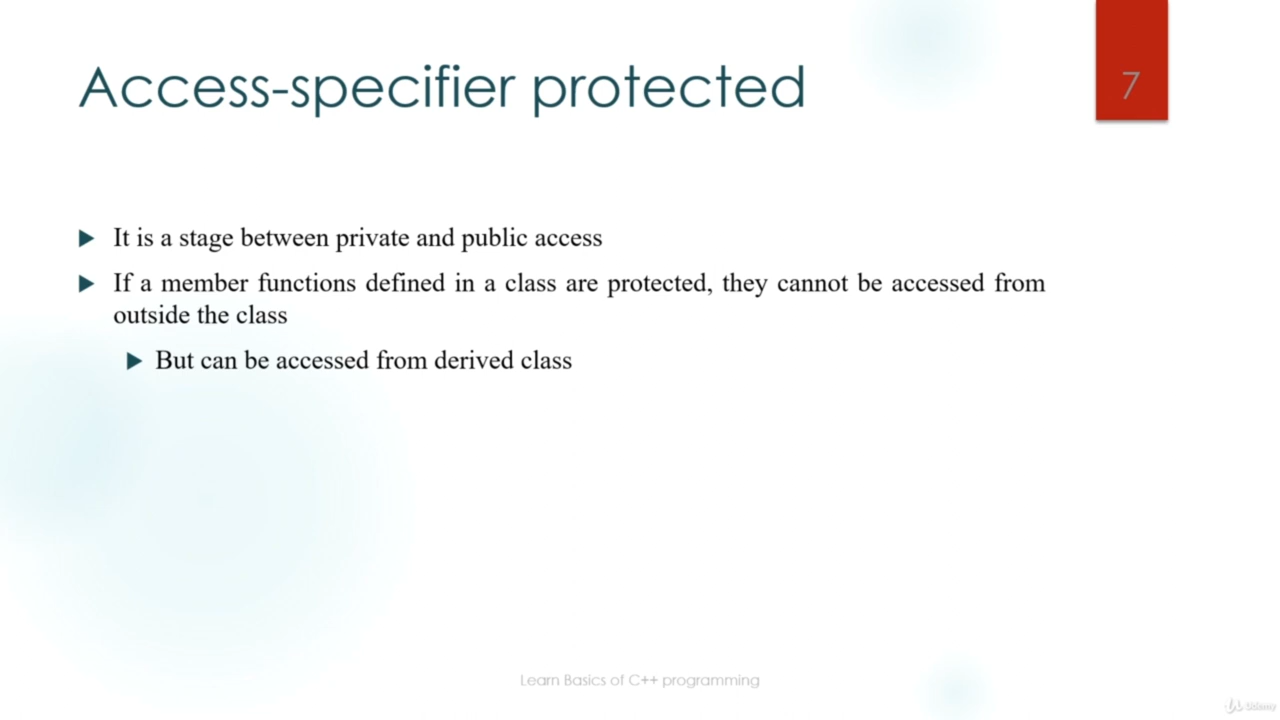 Access-specifier protected
7
It is a stage between private and public access
If a member functions defined in a class are protected, they cannot be accessed from
outside the class
But can be accessed from derived class
Learn Basics of C++ programming
Udemy